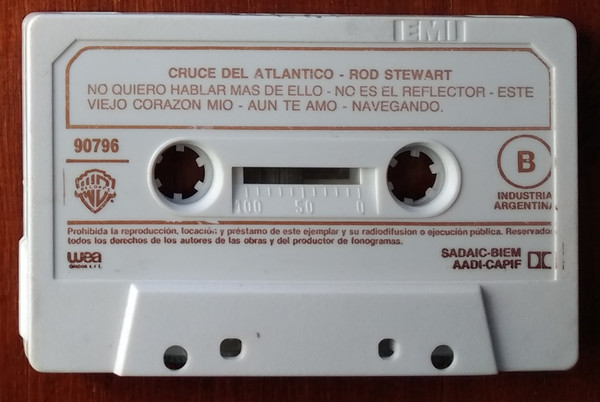 EMI
CRUCE DEL ATLANTICO - ROD STEWART
NO QUIERO HABLAR MAS DE ELLO - NO ES EL REFLECTOR - ESTE
VIEJO CORAZON MIO - AUN TE AMO - NAVEGANDO.
90796
B
INDUSTRIA
ARGENTINA
100 50 0
Prohibida la reproducción, locación y préstamo de este ejemplar y su radiodifusion o ejecución pública. Reservados
todos los derechos de los autores de las obras y del productor de fonogramas.
wea
SADAIC-BIEM
AADI-CAPIF